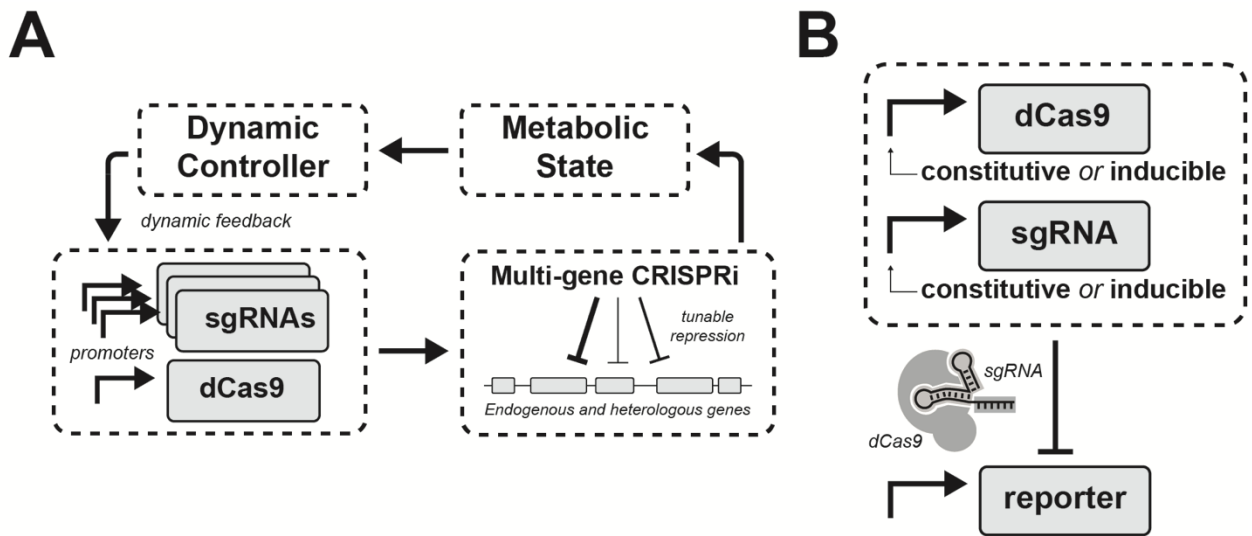 A
Dynamic
Controller
Metabolic
State
dynamic feedback
sgRNAs
promoters
dCas9
Multi-gene CRISPRi
tunable
repression
Endogenous and heterologous genes
B
dCas9
constitutive or inducible
sgRNA
constitutive or inducible
sgRNA
dCas9
reporter